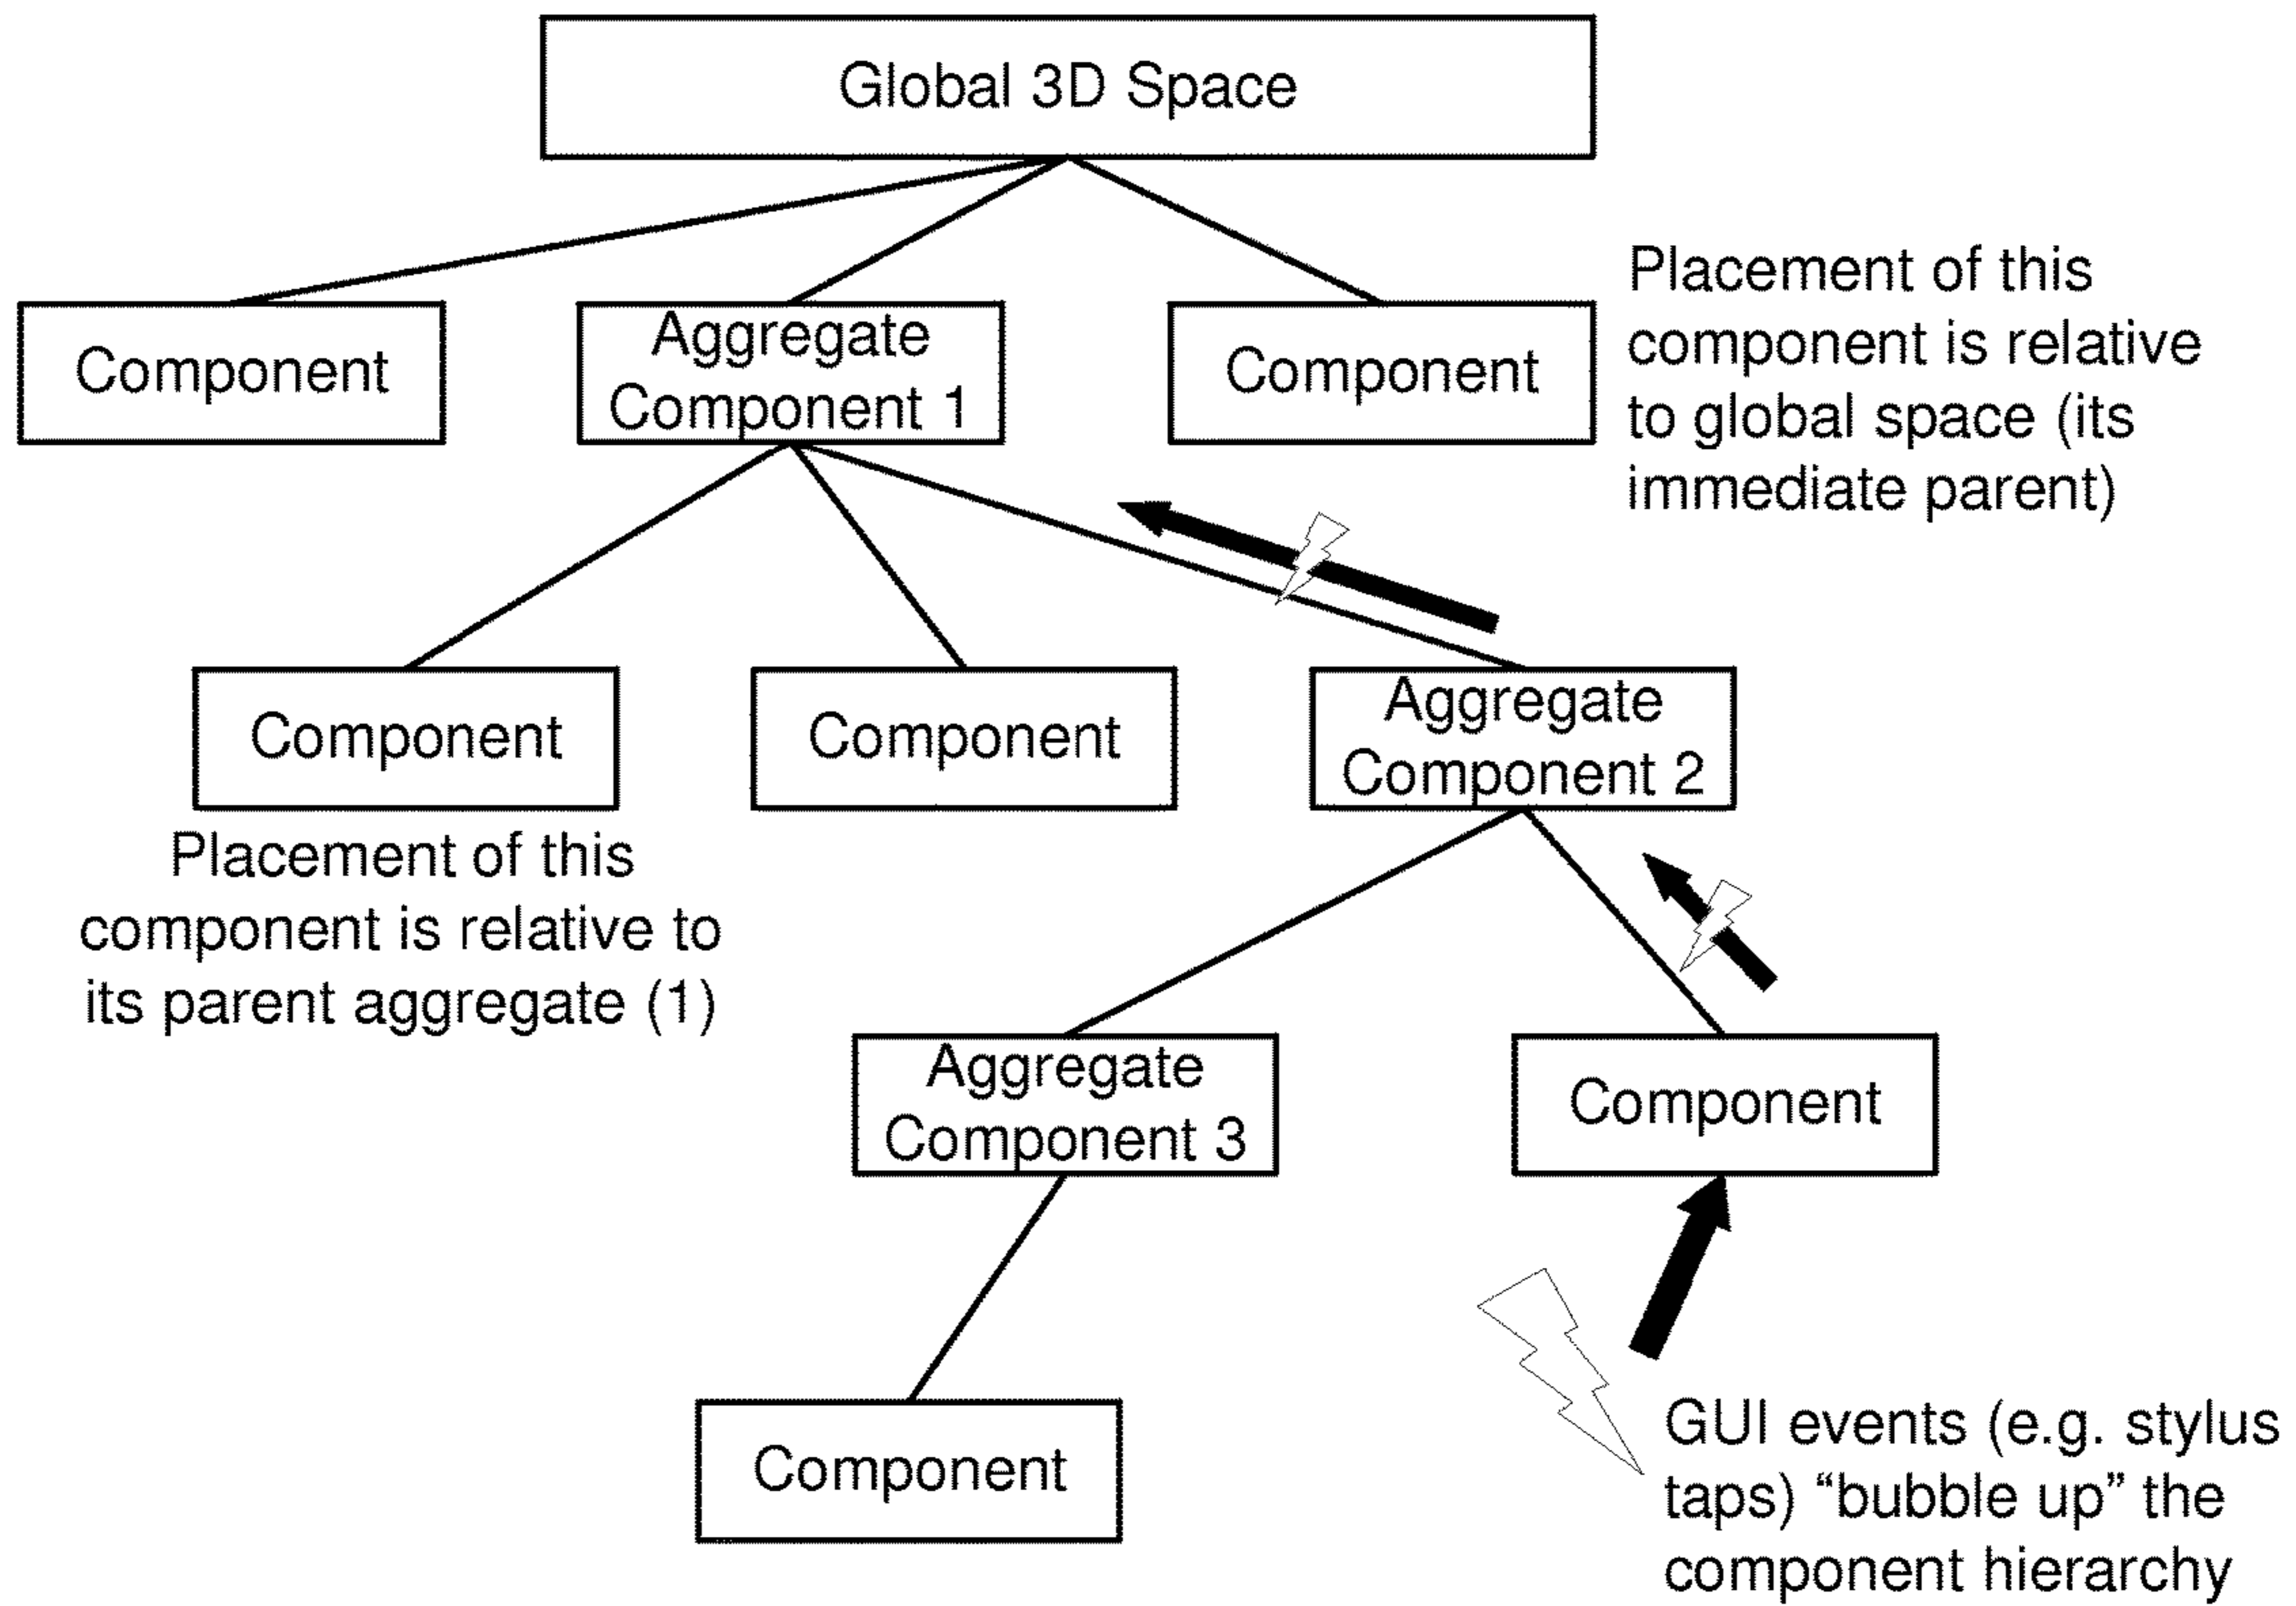 Global 3D Space
Component
Aggregate
Component 1
Component
Placement of this
component is relative
to global space (its
immediate parent)
Component
Component
Aggregate
Component 2
Placement of this
component is relative to
its parent aggregate (1)
Aggregate
Component 3
Component
Component
GUI events (e.g. stylus
taps) “bubble up” the
component hierarchy